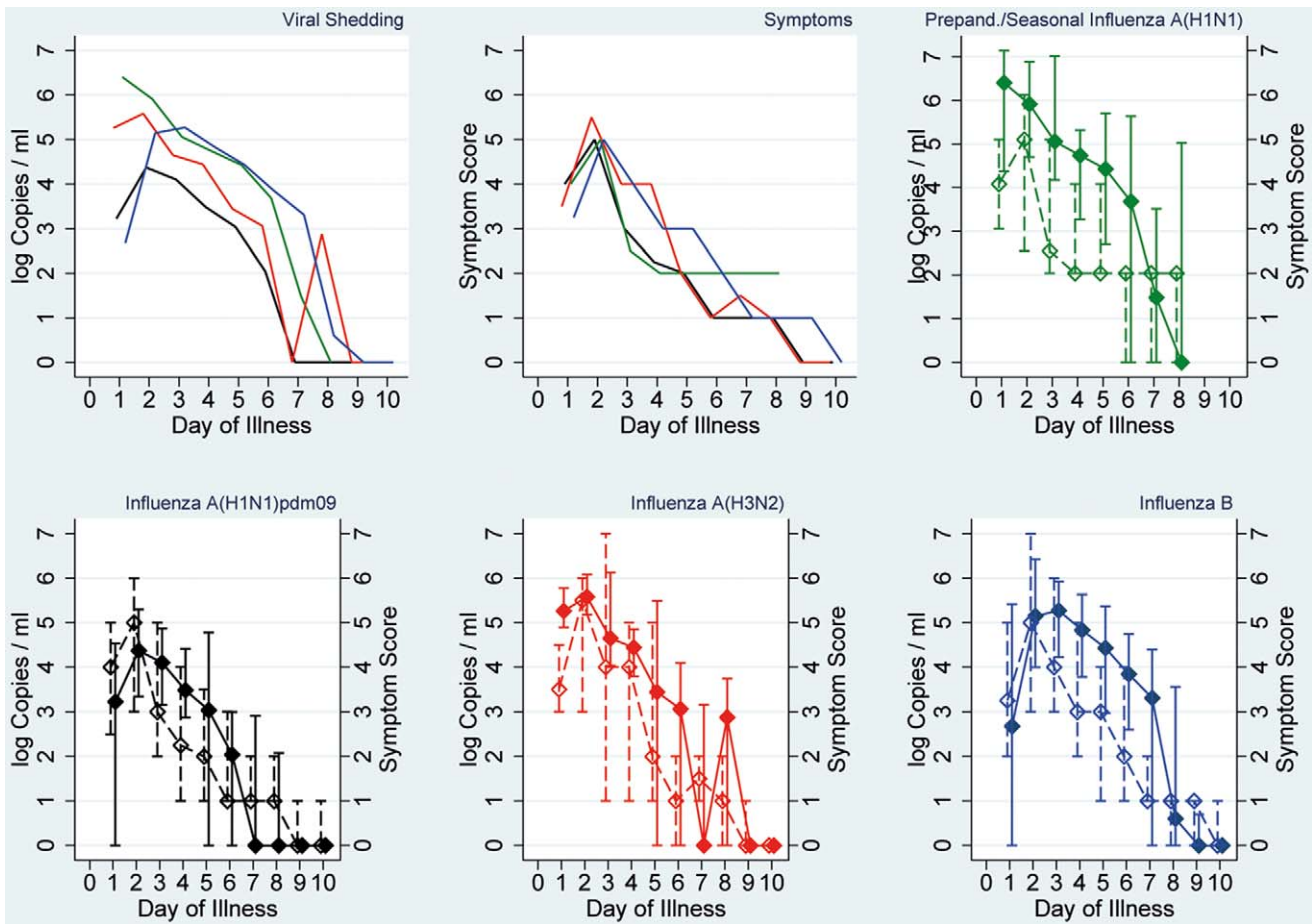 Viral Shedding
log Copies / ml
7
6
5
4
3
2
1
0
0 1 2 3 4 5 6 7 8 9 10
Day of Illness
Symptoms
Symptom Score
7
6
5
4
3
2
1
0
0 1 2 3 4 5 6 7 8 9 10
Day of Illness
Prepand./Seasonal Influenza A(H1N1)
log Copies / ml
7
6
5
4
3
2
1
0
7
6
5
4
3
2
1
0
Symptom Score
0 1 2 3 4 5 6 7 8 9 10
Day of Illness
Influenza A(H1N1)pdm09
log Copies / ml
7
6
5
4
3
2
1
0
7
6
5
4
3
2
1
0
Symptom Score
0 1 2 3 4 5 6 7 8 9 10
Day of Illness
Influenza A(H3N2)
log Copies / ml
7
6
5
4
3
2
1
0
7
6
5
4
3
2
1
0
Symptom Score
0 1 2 3 4 5 6 7 8 9 10
Day of Illness
Influenza B
log Copies / ml
7
6
5
4
3
2
1
0
7
6
5
4
3
2
1
0
Symptom Score
0 1 2 3 4 5 6 7 8 9 10
Day of Illness